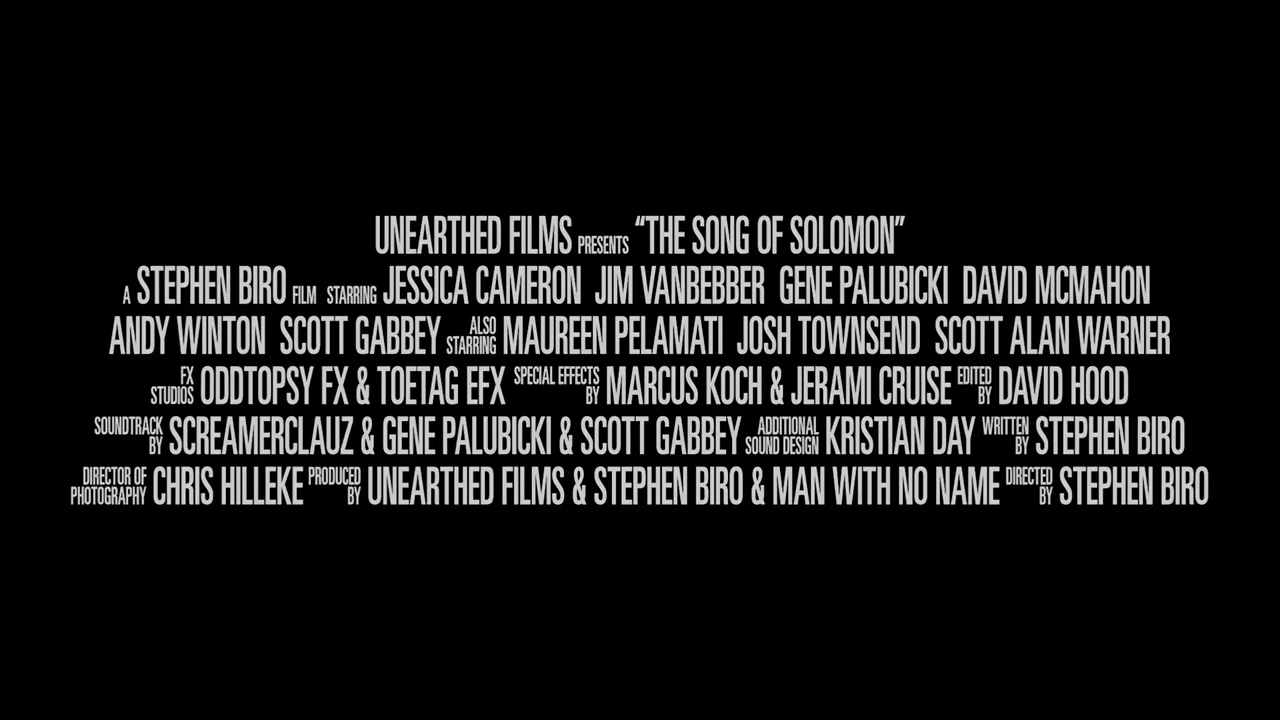 UNEARTHED FILMS PRESENTS “THE SONG OF SOLOMON”
A STEPHEN BIRO FILM STARRING JESSICA CAMERON JIM VANBEBBER GENE PALUBICKI DAVID MCMAHON
ANDY WINTON SCOTT GABBEY ALSO STARRING MAUREEN PELAMATI JOSH TOWNSEND SCOTT ALAN WARNER
FX STUDIOS ODDTOPSY FX & TOETAG EFX SPECIAL EFFECTS BY MARCUS KOCH & JERAMI CRUISE EDITED BY DAVID HOOD
SOUNDTRACK BY SCREAMERCLAUZ & GENE PALUBICKI & SCOTT GABBEY ADDITIONAL SOUND DESIGN KRISTIAN DAY WRITTEN BY STEPHEN BIRO
DIRECTOR OF PHOTOGRAPHY CHRIS HILLEKE PRODUCED BY UNEARTHED FILMS & STEPHEN BIRO & MAN WITH NO NAME DIRECTED BY STEPHEN BIRO